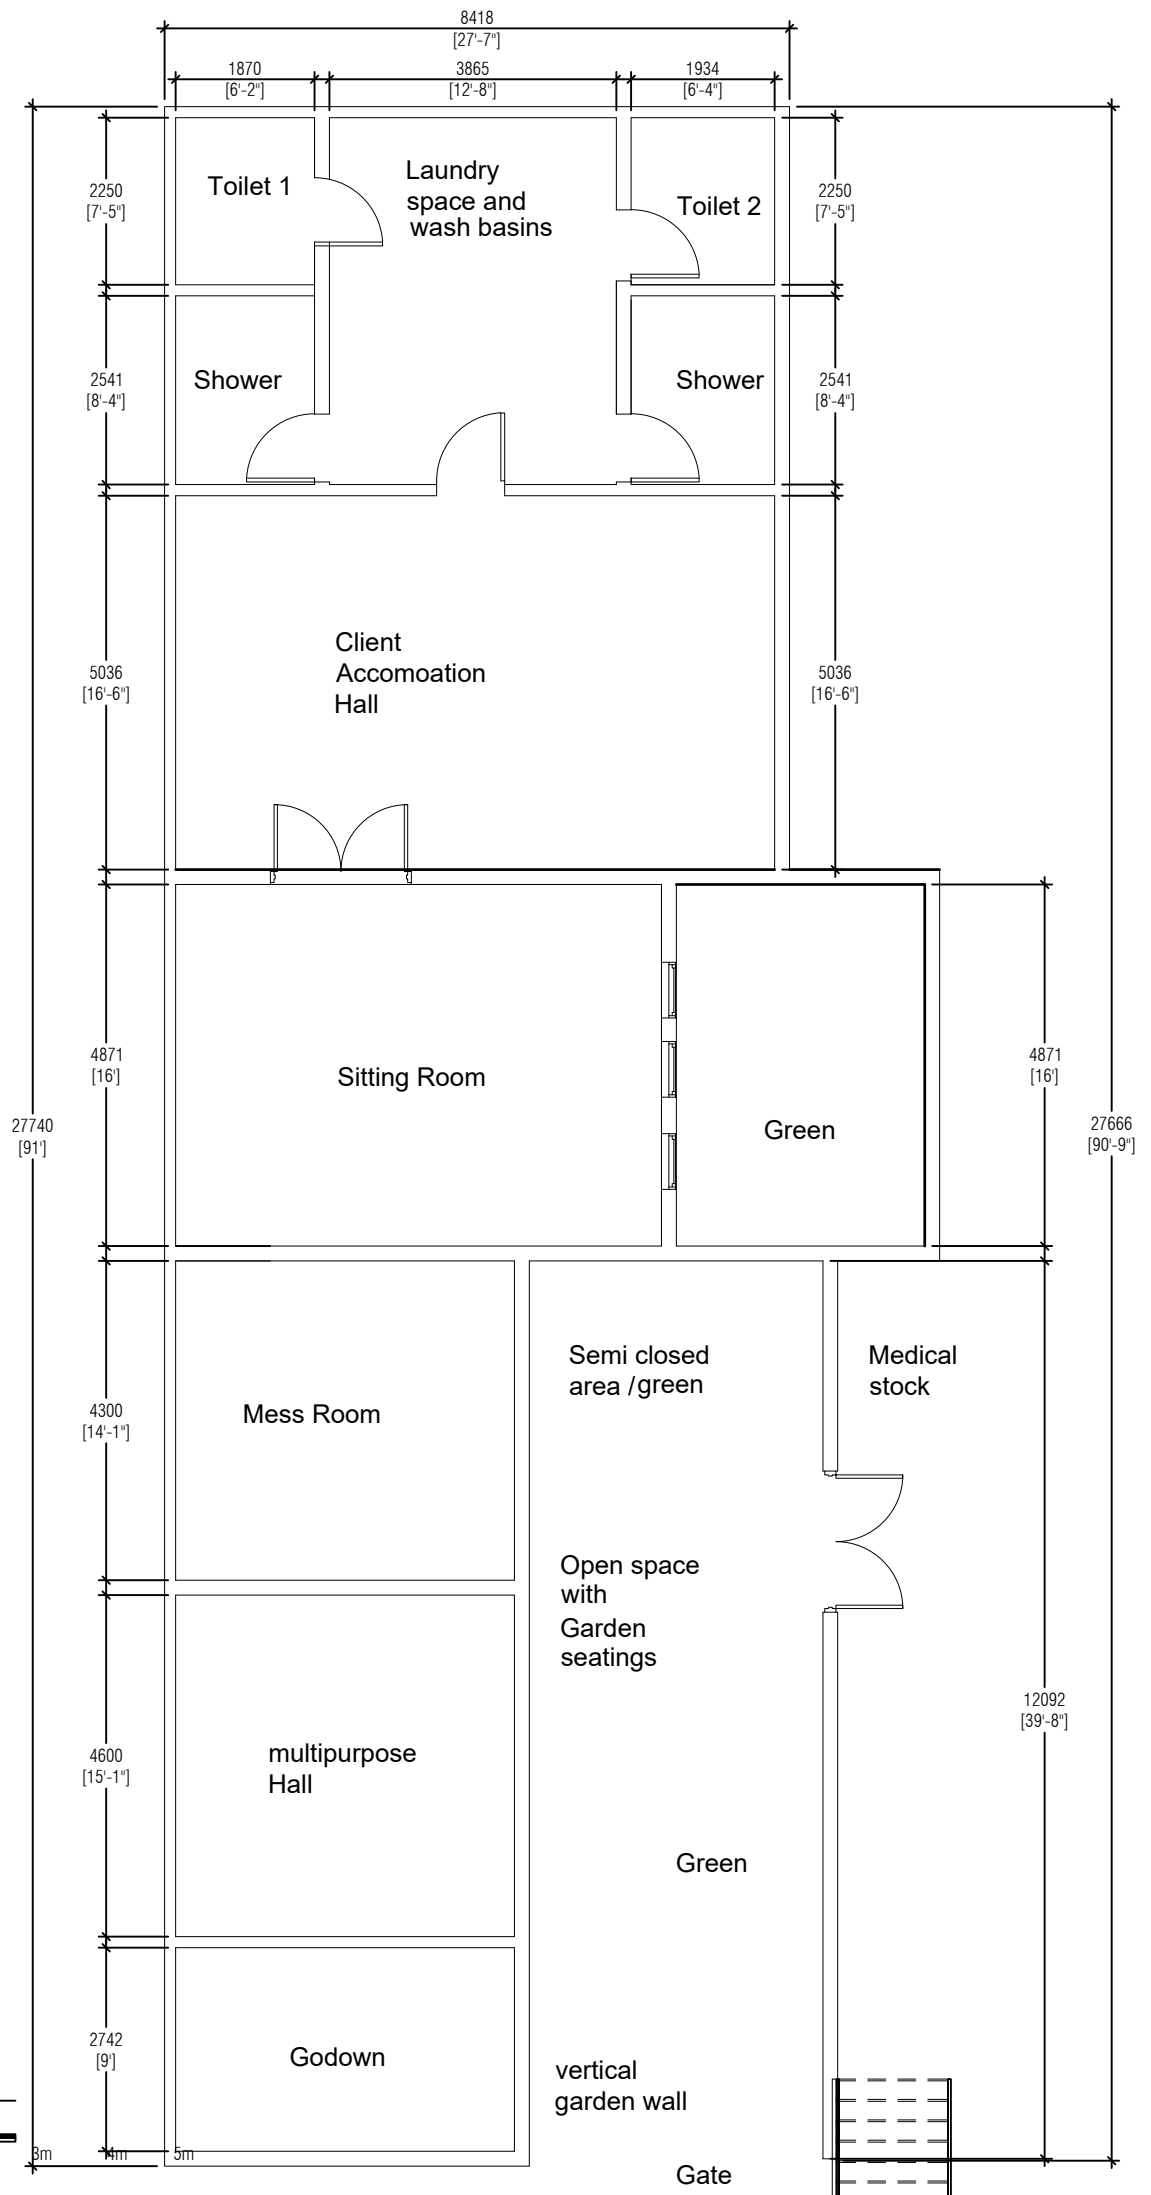 8418
[27'-7"]
1870
[6'-2"]
3865
[12'-8"]
1934
[6'-4"]
Toilet 1
Laundry
space and
wash basins
Toilet 2
2250
[7'-5"]
2250
[7'-5"]
Shower
Shower
2541
[8'-4"]
2541
[8'-4"]
Client
Accomoation
Hall
5036
[16'-6"]
5036
[16'-6"]
4871
[16']
Sitting Room
Green
4871
[16']
27740
[91']
27666
[90'-9"]
Semi closed
area /green
Medical
stock
Mess Room
4300
[14'-1"]
Open space
with
Garden
seatings
12092
[39'-8"]
multipurpose
Hall
4600
[15'-1"]
Green
Godown
2742
[9']
vertical
garden wall
3m
4m
5m
Gate